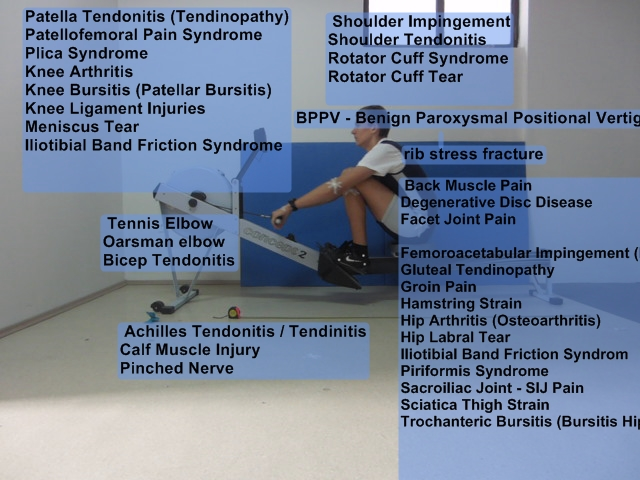 Patella Tendonitis (Tendinopathy)
Patellofemoral Pain Syndrome
Plica Syndrome
Knee Arthritis
Knee Bursitis (Patellar Bursitis)
Knee Ligament Injuries
Meniscus Tear
Iliotibial Band Friction Syndrome
Shoulder Impingement
Shoulder Tendonitis
Rotator Cuff Syndrome
Rotator Cuff Tear
BPPV - Benign Paroxysmal Positional Vertig
rib stress fracture
Back Muscle Pain
Degenerative Disc Disease
Facet Joint Pain
Tennis Elbow
Oarsman elbow
Bicep Tendonitis
concept 2
Femoroacetabular Impingement (
Gluteal Tendinopathy
Groin Pain
Hamstring Strain
Hip Arthritis (Osteoarthritis)
Hip Labral Tear
Iliotibial Band Friction Syndrom
Piriformis Syndrome
Sacroiliac Joint - SIJ Pain
Sciatica Thigh Strain
Trochanteric Bursitis (Bursitis Hip
Achilles Tendonitis / Tendinitis
Calf Muscle Injury
Pinched Nerve